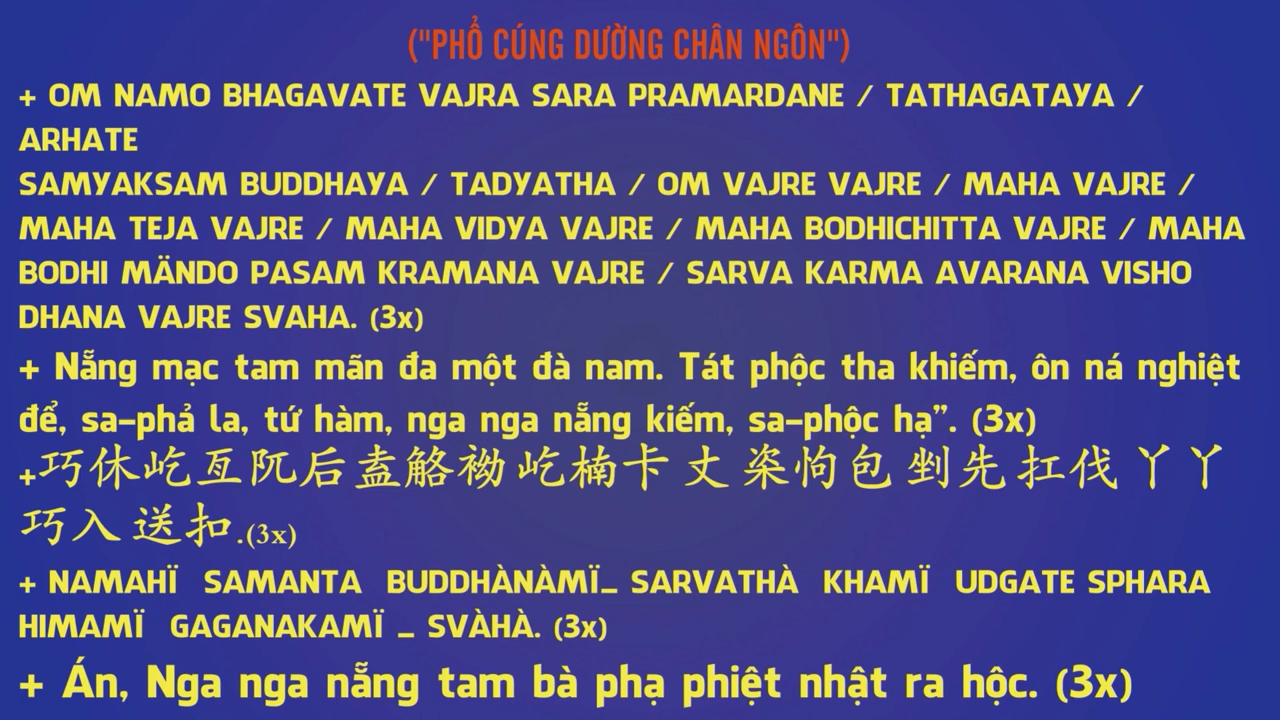 ("PHỔ CÚNG DƯỜNG CHÂN NGÔN")
+ OM NAMO BHAGAVATE VAJRA SARA PRAMARDANE / TATHAGATAYA /
ARHATE
SAMYAKSAM BUDDHAYA / TADYATHA / OM VAJRE VAJRE / MAHA VAJRE /
MAHA TEJA VAJRE / MAHA VIDYA VAJRE / MAHA BODHICHITTA VAJRE / MAHA
BODHI MÄNDO PASAM KRAMANA VAJRE / SARVA KARMA AVARANA VISHO
DHANA VAJRE SVAHA. (3x)
+ Nẵng mạc tam mãn đa một đà nam. Tát phộc tha khiếm, ôn ná nghiệt
để, sa-phả la, tứ hàm, nga nga nẵng kiếm, sa-phộc hạ”. (3x)
+巧休屹亙阢后盍觡袎屹楠卡丈栥怐包剉先扛伐丫丫
巧入送扣.(3x)
+ NAMAHÏ SAMANTA BUDDHÀNÀMÏ_ SARVATHÀ KHAMÏ UDGATE SPHARA
HIMAMÏ GAGANAKAMÏ _ SVÀHÀ. (3x)
+ Án, Nga nga nẵng tam bà phạ phiệt nhật ra hộc. (3x)